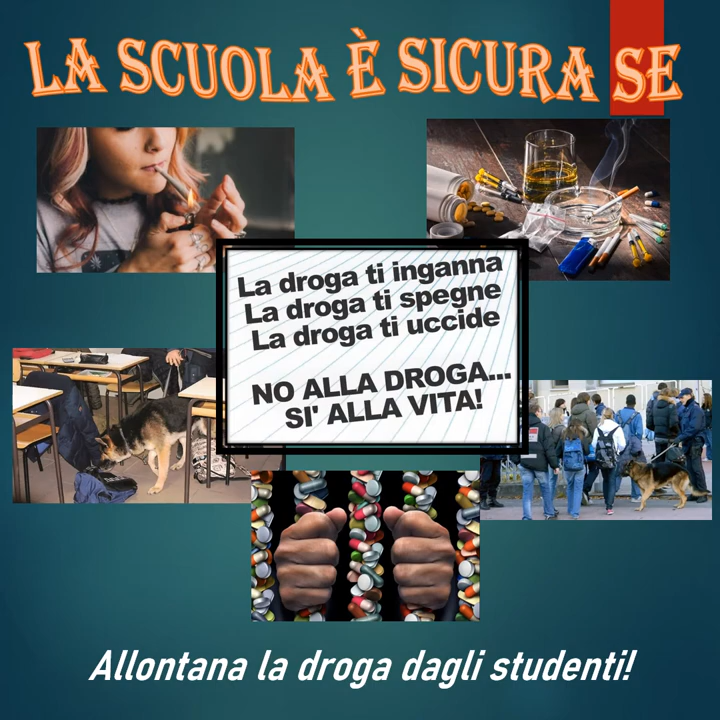 LA SCUOLA È SICURA SE
La droga ti inganna
La droga ti spegne
La droga ti uccide
NO ALLA DROGA...
SI' ALLA VITA!
Allontana la droga dagli studenti!